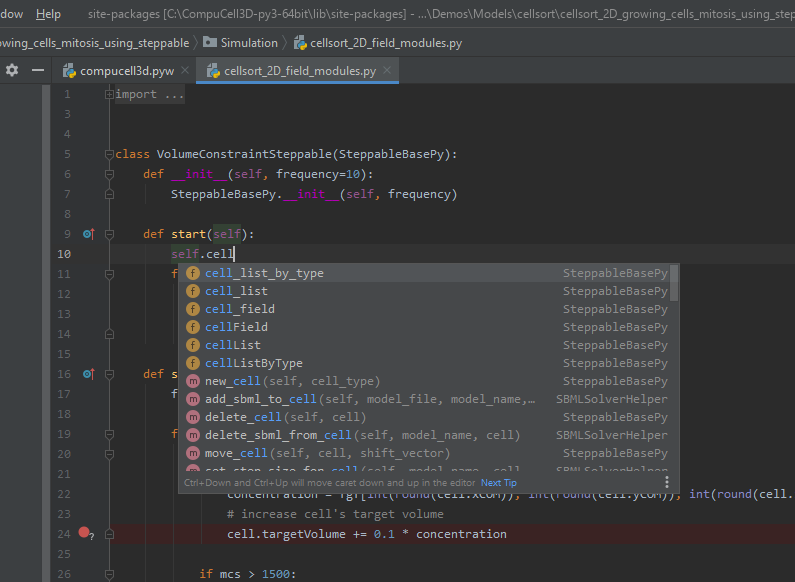 dow Help site-packages [C:\CompuCell3D-py3-64bit\lib\site-packages] - ...\Demos\Models\cellsort\cellsort_2D_growing_cells_mitosis_using_step
owing_cells_mitosis_using_steppable Simulation cellsort_2D_field_modules.py
compucell3d.pyw cellsort_2D_field_modules.py
1 import ...
3
4
5 class VolumeConstraintSteppable(SteppableBasePy):
6 def __init__(self, frequency=10):
7 SteppableBasePy.__init__(self, frequency)
8
9 def start(self):
10 self.cell
11 f
cell_list_by_type SteppableBasePy
12 cell_list SteppableBasePy
13 cell_field SteppableBasePy
14 cellField SteppableBasePy
15 cellList SteppableBasePy
cellListByType SteppableBasePy
16 def s new_cell(self, cell_type) SteppableBasePy
17 f add_sbml_to_cell(self, model_file, model_name,… SBMLSolverHelper
18 delete_cell(self, cell) SteppableBasePy
19 f delete_sbml_from_cell(self, model_name, cell) SBMLSolverHelper
20 move_cell(self, cell, shift_vector) SteppableBasePy
21 set_step_size_for_cell(self, model_name, cell SBMLSolverHelper
Ctrl+Down and Ctrl+Up will move caret down and up in the editor Next Tip
22 concentration = fgf[int(round(cell.xCOM)), int(round(cell.yCOM)), int(round(cell.
23 # increase cell's target volume
24 cell.targetVolume += 0.1 * concentration
25
26 if mcs > 1500: